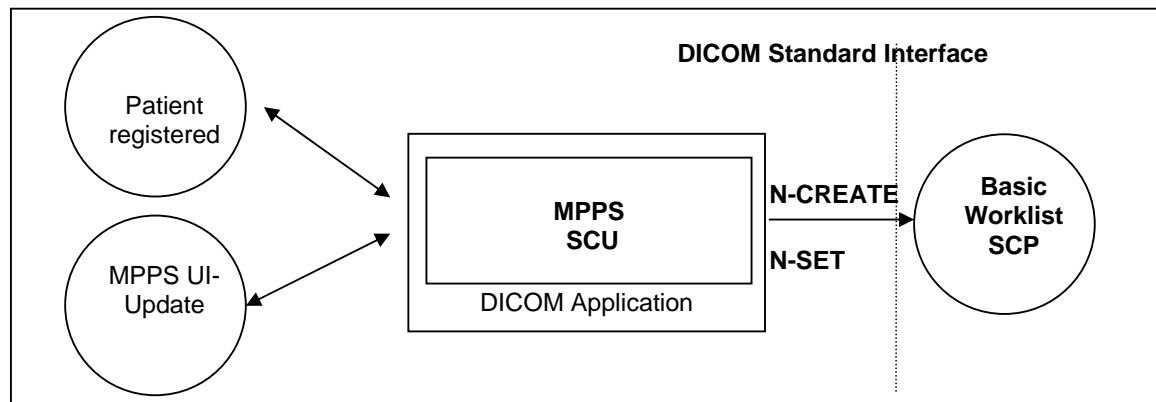 DICOM Standard Interface
Patient
registered
MPPS UI-
Update
MPPS
SCU
DICOM Application
N-CREATE
N-SET
Basic
Worklist
SCP